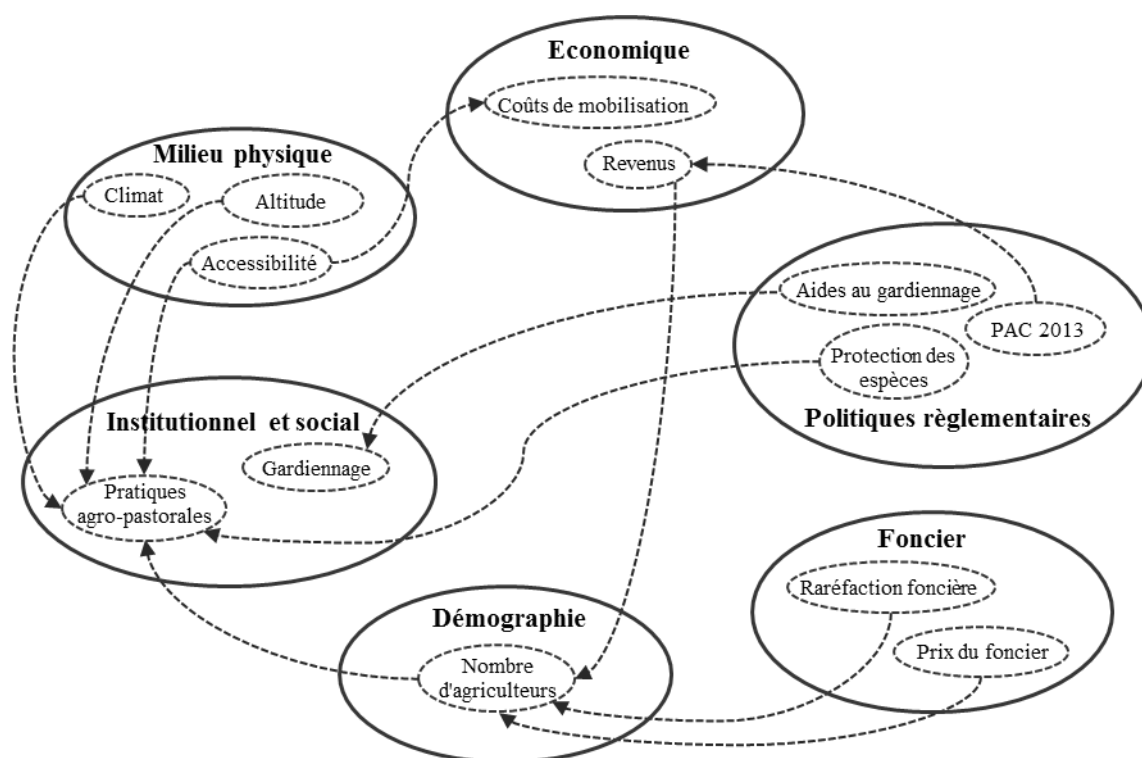 Economique
Coûts de mobilisation
Revenus
Milieu physique
Climat
Altitude
Accessibilité
Aides au gardiennage
PAC 2013
Protection des
espèces
Politiques règlementaires
Institutionnel et social
Gardiennage
Pratiques
agro-pastorales
Foncier
Raréfaction foncière
Prix du foncier
Démographie
Nombre
d'agriculteurs